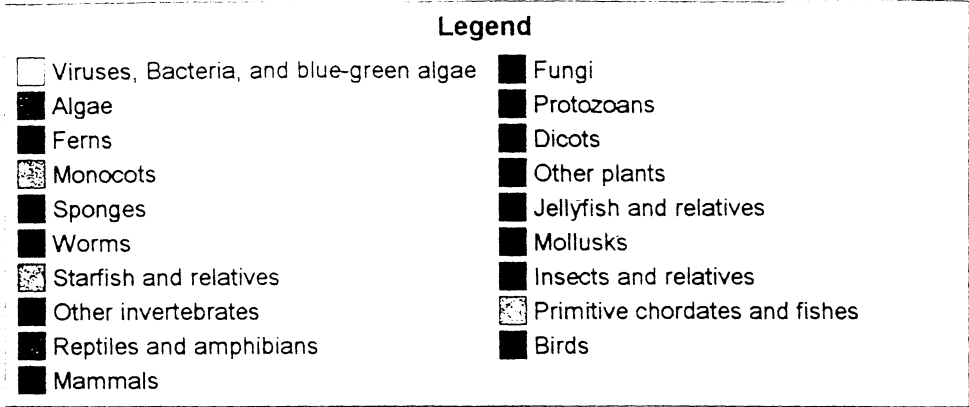 Legend
Viruses, Bacteria, and blue-green algae
Algae
Ferns
Monocots
Sponges
Worms
Starfish and relatives
Other invertebrates
Reptiles and amphibians
Mammals
Fungi
Protozoans
Dicots
Other plants
Jellyfish and relatives
Mollusks
Insects and relatives
Primitive chordates and fishes
Birds